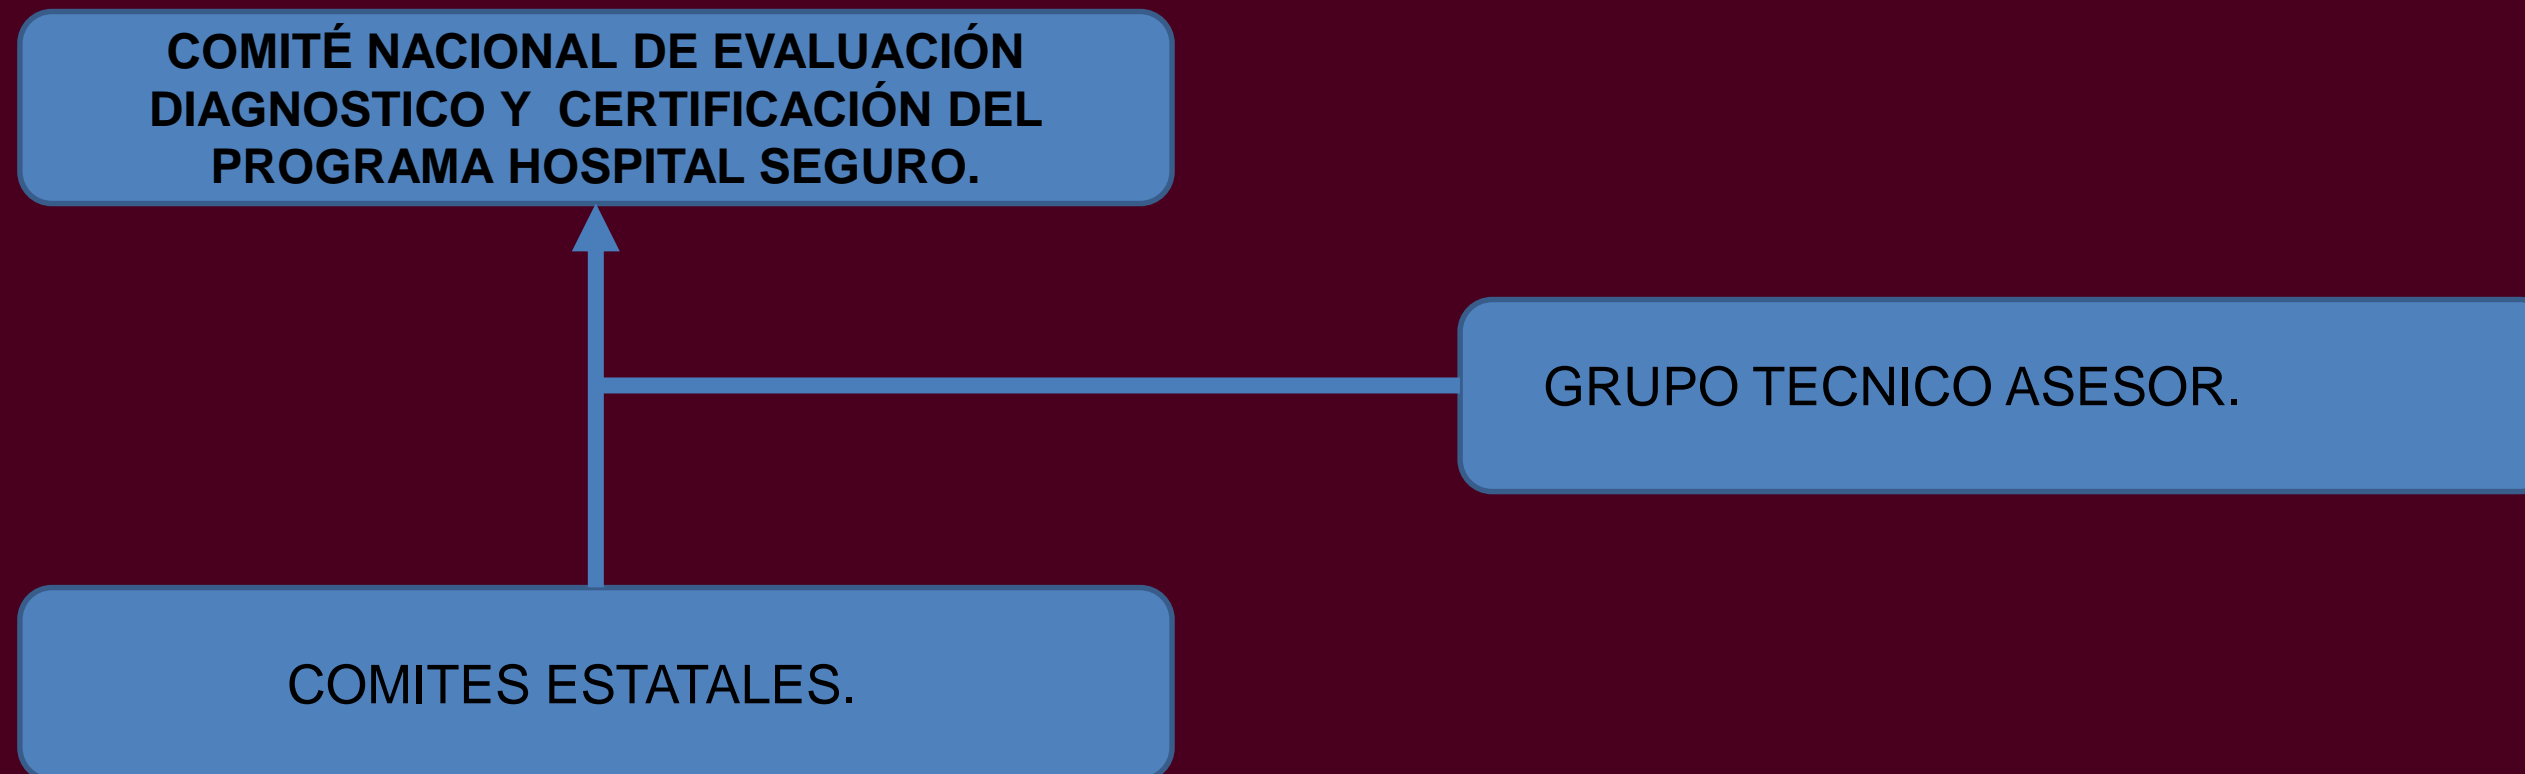 COMITÉ NACIONAL DE EVALUACIÓN
DIAGNOSTICO Y  CERTIFICACIÓN DEL
PROGRAMA HOSPITAL SEGURO.
GRUPO TECNICO ASESOR.
COMITES ESTATALES.